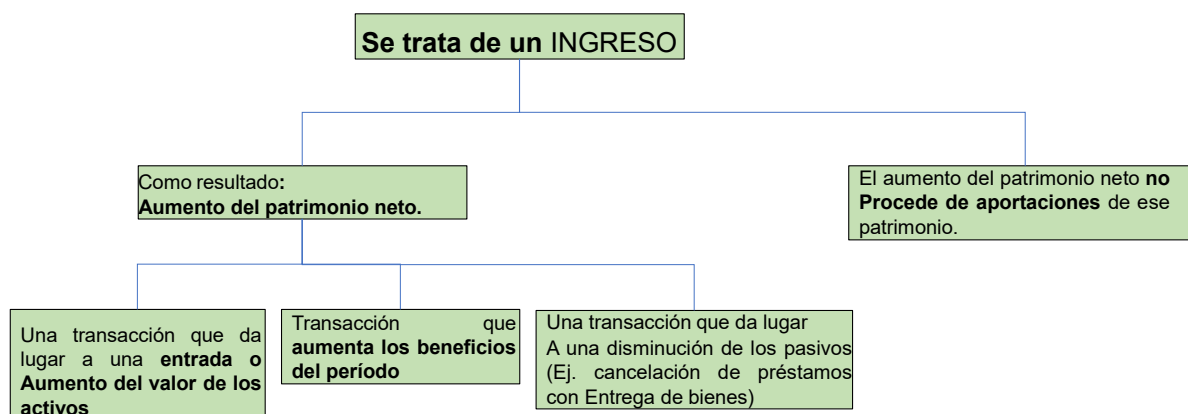 Se trata de un INGRESO
Como resultado:
Aumento del patrimonio neto.
El aumento del patrimonio neto no
Procede de aportaciones de ese
patrimonio.
Una transacción que da
lugar a una entrada o
Aumento del valor de los
activos
Transacción que
aumenta los beneficios
del período
Una transacción que da lugar
A una disminución de los pasivos
(Ej. cancelación de préstamos
con Entrega de bienes)